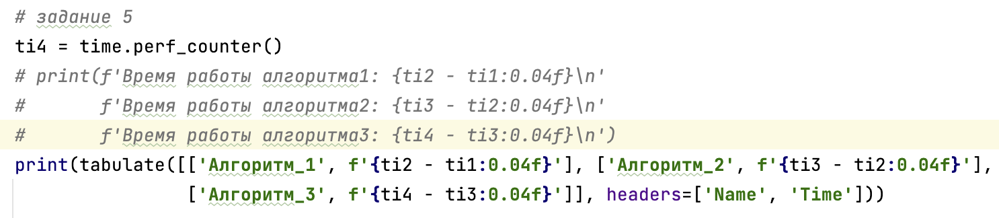 # задание 5
ti4 = time.perf_counter()
# print(f'Время работы алгоритма1: {ti2 - ti1:0.04f}\n'
#       f'Время работы алгоритма2: {ti3 - ti2:0.04f}\n'
#       f'Время работы алгоритма3: {ti4 - ti3:0.04f}\n')
print(tabulate([['Алгоритм_1', f'{ti2 - ti1:0.04f}'], ['Алгоритм_2', f'{ti3 - ti2:0.04f}'],
                ['Алгоритм_3', f'{ti4 - ti3:0.04f}']], headers=['Name', 'Time']))